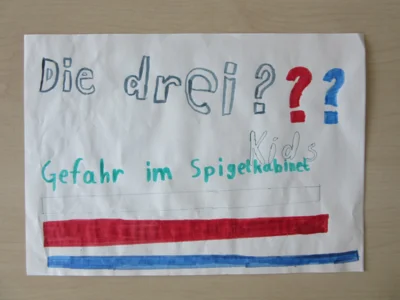 Die drei ???
Kids
Gefahr im Spigelkabinet